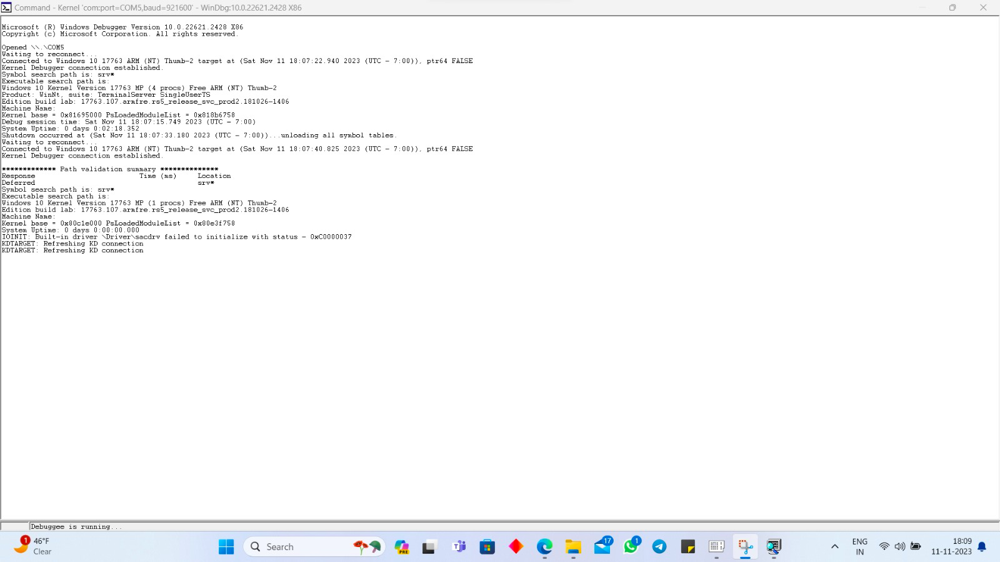 Command - Kernel 'com:port=COM5,baud=921600' - WinDbg:10.0.22621.2428 X86
Microsoft (R) Windows Debugger Version 10.0.22621.2428 X86
Copyright (c) Microsoft Corporation. All rights reserved.
Opened \\.\COM5
Waiting to reconnect...
Connected to Windows 10 17763 ARM (NT) Thumb-2 target at (Sat Nov 11 18:07:22.940 2023 (UTC - 7:00)), ptr64 FALSE
Kernel Debugger connection established.
Symbol search path is: srv*
Executable search path is:
Windows 10 Kernel Version 17763 MP (4 procs) Free ARM (NT) Thumb-2
Product: WinNt, suite: TerminalServer SingleUserTS
Edition build lab: 17763.107.armfre.rs5_release_svc_prod2.181026-1406
Machine Name:
Kernel base = 0x81695000 PsLoadedModuleList = 0x818b6758
Debug session time: Sat Nov 11 18:07:15.749 2023 (UTC - 7:00)
System Uptime: 0 days 0:02:18.352
Shutdown occurred at (Sat Nov 11 18:07:33.180 2023 (UTC - 7:00))...unloading all symbol tables.
Waiting to reconnect...
Connected to Windows 10 17763 ARM (NT) Thumb-2 target at (Sat Nov 11 18:07:40.825 2023 (UTC - 7:00)), ptr64 FALSE
Kernel Debugger connection established.
************* Path validation summary **************
Response Time (ms) Location
Deferred srv*
Symbol search path is: srv*
Executable search path is:
Windows 10 Kernel Version 17763 MP (1 procs) Free ARM (NT) Thumb-2
Edition build lab: 17763.107.armfre.rs5_release_svc_prod2.181026-1406
Machine Name:
Kernel base = 0x80c1e000 PsLoadedModuleList = 0x80e3f758
System Uptime: 0 days 0:00:00.000
IOINIT: Built-in driver \Driver\sacdrv failed to initialize with status - 0xC0000037
KDTARGET: Refreshing KD connection
KDTARGET: Refreshing KD connection
Debuggee is running...
1
46°F
Clear
Search
PRE
17
1
ENG
IN
18:09
11-11-2023